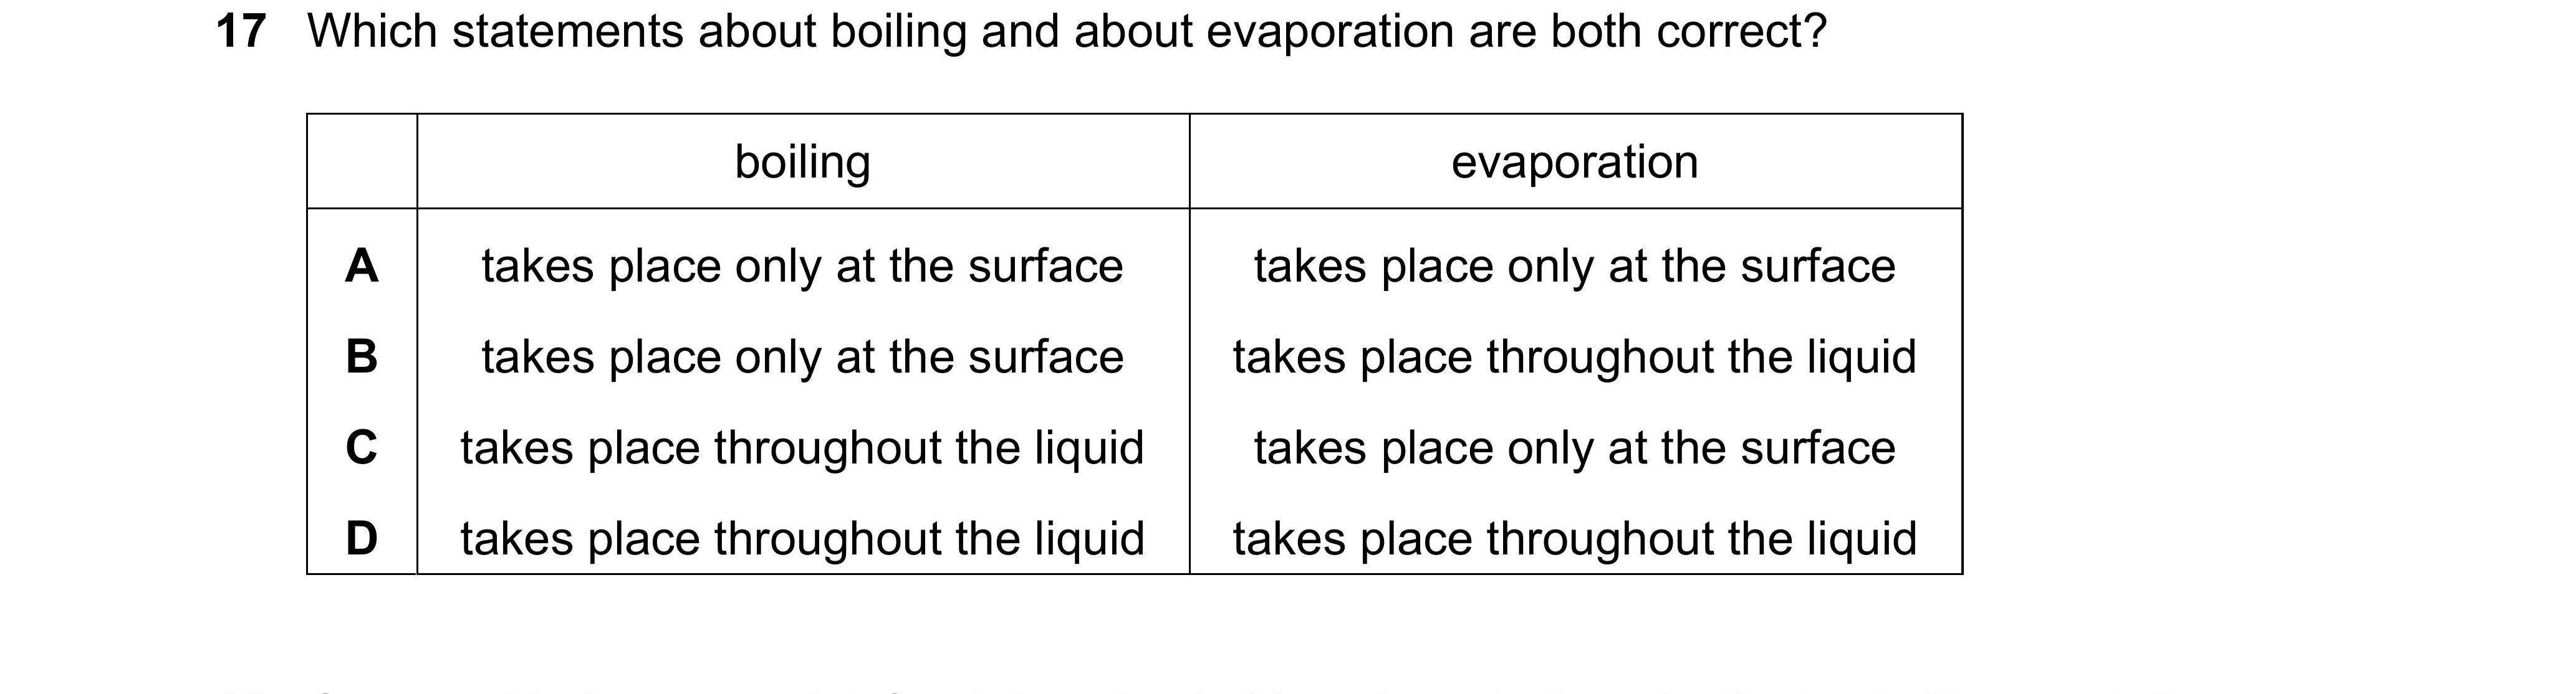 17 Which statements about boiling and about evaporation are both correct?
boiling evaporation
A takes place only at the surface takes place only at the surface
B takes place only at the surface takes place throughout the liquid
C takes place throughout the liquid takes place only at the surface
D takes place throughout the liquid takes place throughout the liquid